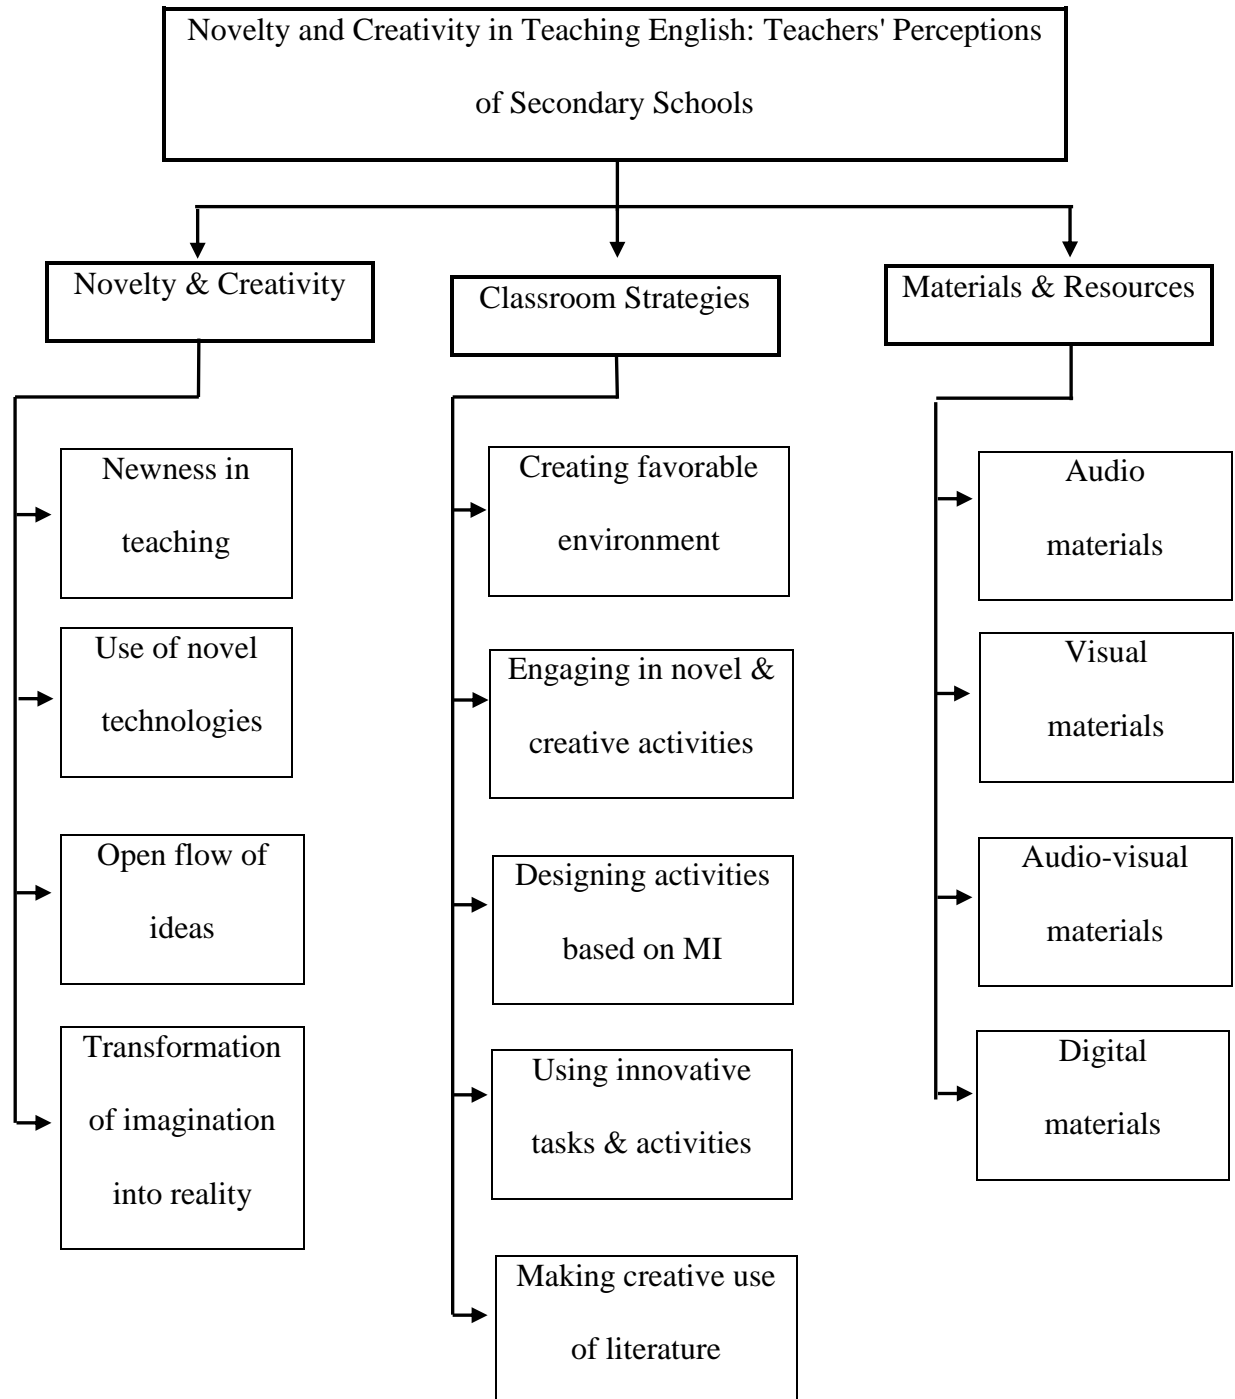 Novelty and Creativity in Teaching English: Teachers' Perceptions
of Secondary Schools
Novelty & Creativity
Classroom Strategies
Materials & Resources
Newness in
teaching
Use of novel
technologies
Open flow of
ideas
Transformation
of imagination
into reality
Creating favorable
environment
Engaging in novel &
creative activities
Designing activities
based on MI
Using innovative
tasks & activities
Making creative use
of literature
Audio
materials
Visual
materials
Audio-visual
materials
Digital
materials